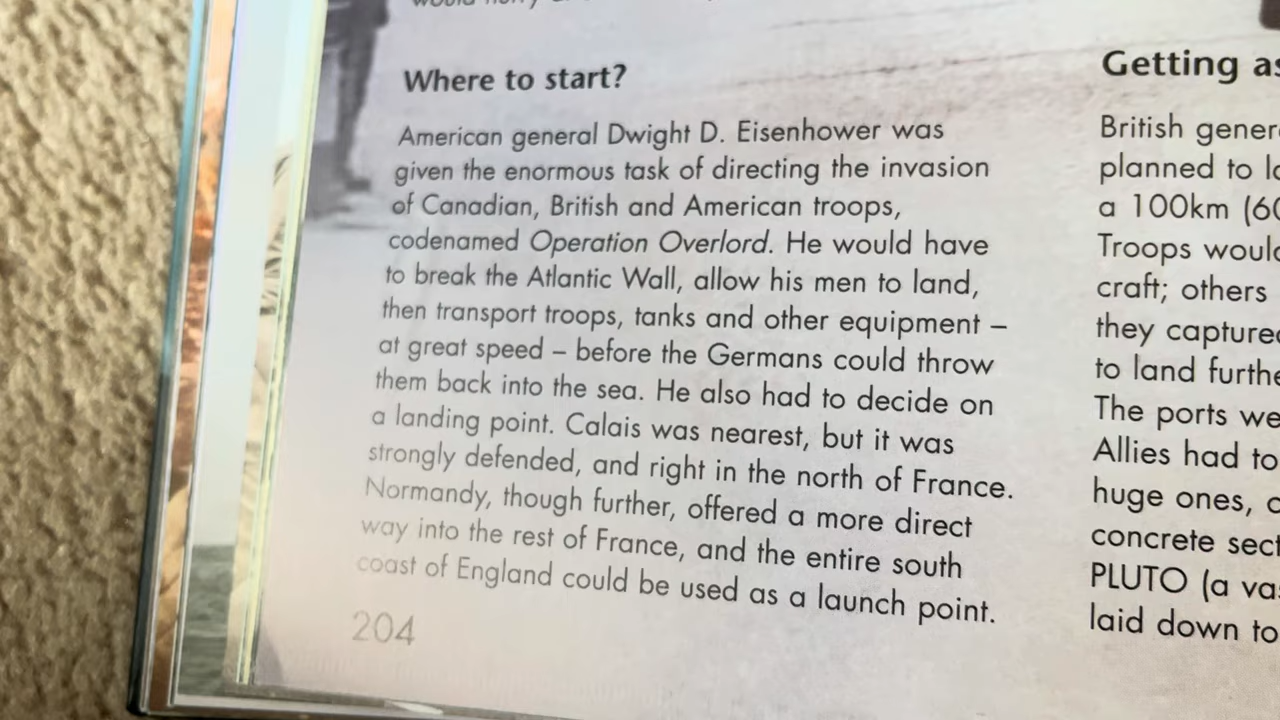 Where to start?
American general Dwight D. Eisenhower was
given the enormous task of directing the invasion
of Canadian, British and American troops,
codenamed Operation Overlord. He would have
to break the Atlantic Wall, allow his men to land,
then transport troops, tanks and other equipment –
at great speed – before the Germans could throw
them back into the sea. He also had to decide on
a landing point. Calais was nearest, but it was
strongly defended, and right in the north of France.
Normandy, though further, offered a more direct
way into the rest of France, and the entire south
coast of England could be used as a launch point.
204
Getting
British
planned to
a 100km
Troops
craft; others
they
to land
The ports
Allies had to
huge ones,
concrete
PLUTO (a
laid down to